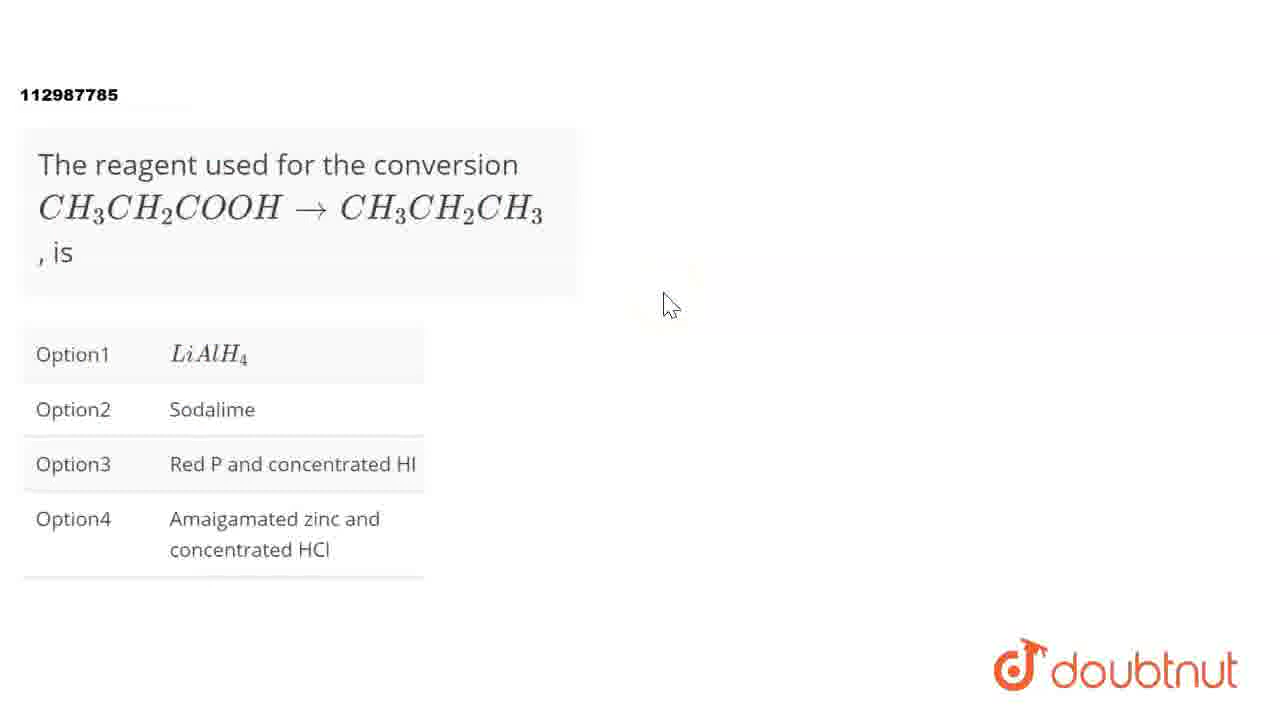 112987785
The reagent used for the conversion
CH₃CH₂COOH → CH₃CH₂CH₃
, is
Option1 LiAlH₄
Option2 Sodalime
Option3 Red P and concentrated HI
Option4 Amaigamated zinc and
concentrated HCl
doubtnut